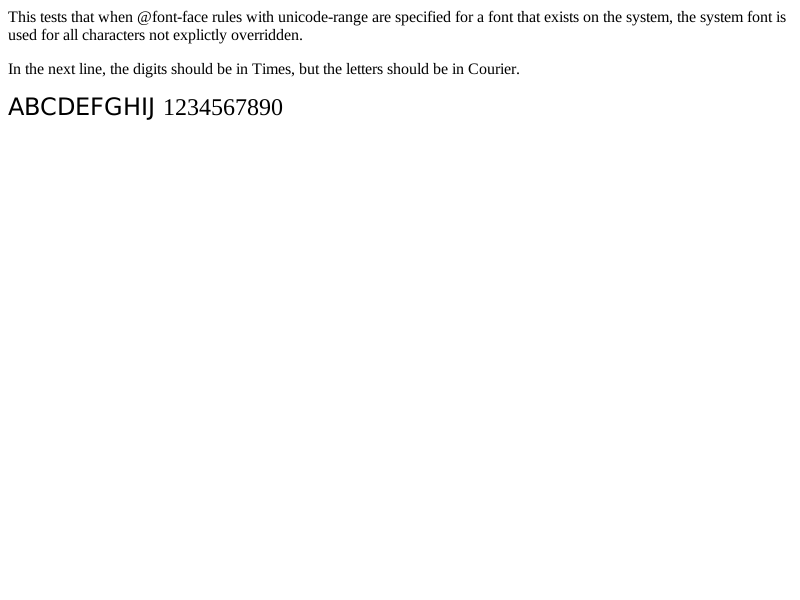 This tests that when @font-face rules with unicode-range are specified for a font that exists on the system, the system font is
used for all characters not explictly overridden.
In the next line, the digits should be in Times, but the letters should be in Courier.
ABCDEFGHIJ 1234567890